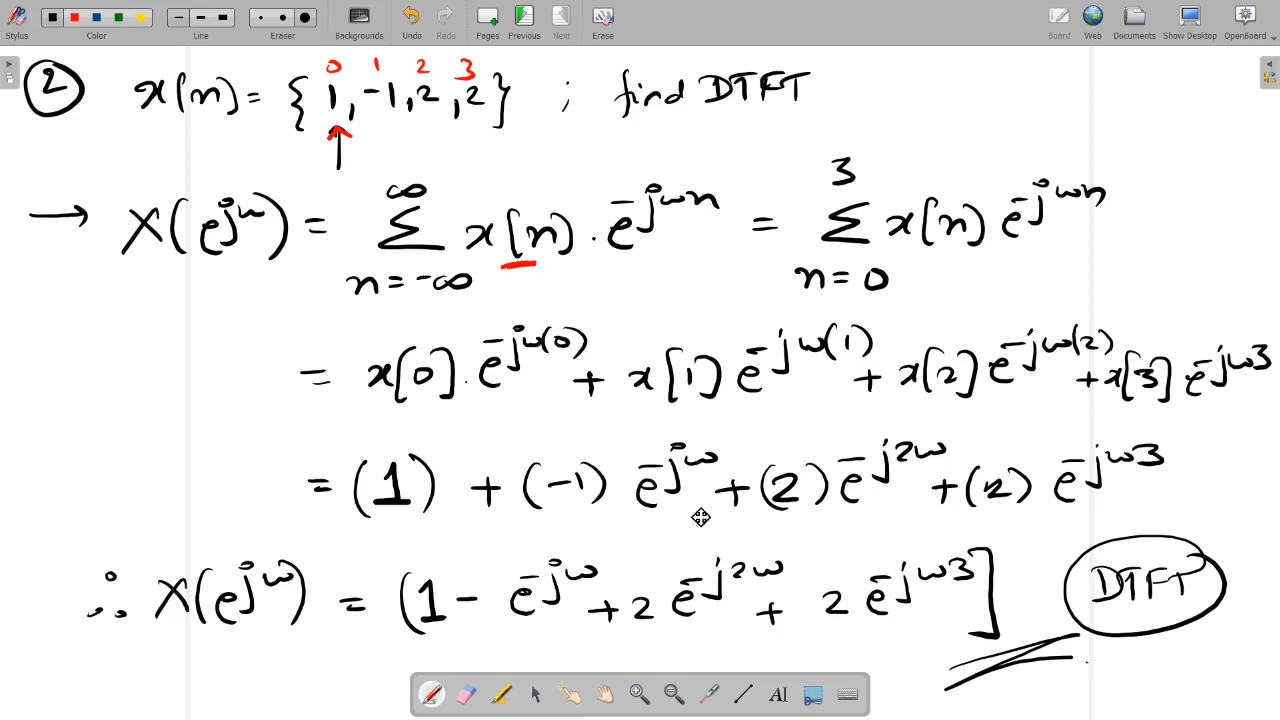 Stylus Color Line Eraser Backgrounds Undo Redo Pages Previous Next Erase Board Web Documents Show Desktop OpenBoard
0 1 2 3
② x[n] = { 1, -1, 2, 2 } ; find DTFT
↑
→ X(e^{jω}) = ∑_{n=-∞}^{∞} x[n] . e^{-jωn} = ∑_{n=0}^{3} x[n] e^{-jωn}
= x[0] . e^{-jω(0)} + x[1] e^{-jω(1)} + x[2] e^{-jω(2)} + x[3] e^{-jω3}
= (1) + (-1) e^{-jω} + (2) e^{-j2ω} + (2) e^{-jω3}
∴ X(e^{jω}) = (1 - e^{-jω} + 2 e^{-j2ω} + 2 e^{-jω3}] DTFT
AI